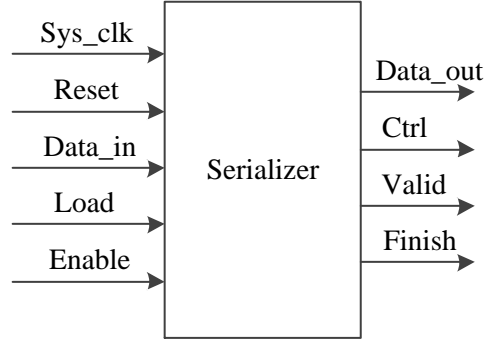 Sys_clk
Reset
Data_in
Load
Enable
Serializer
Data_out
Ctrl
Valid
Finish